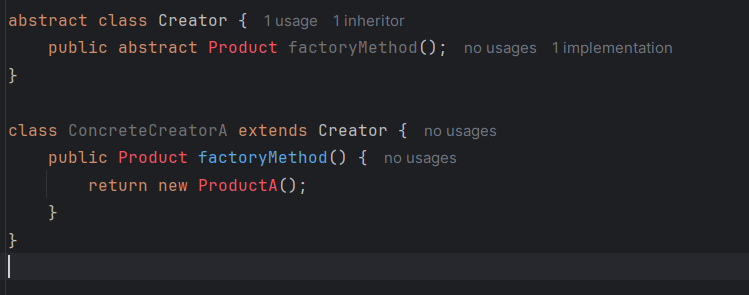 abstract class Creator { 1 usage 1 inheritor
public abstract Product factoryMethod(); no usages 1 implementation
}
class ConcreteCreatorA extends Creator { no usages
public Product factoryMethod() { no usages
return new ProductA();
}
}